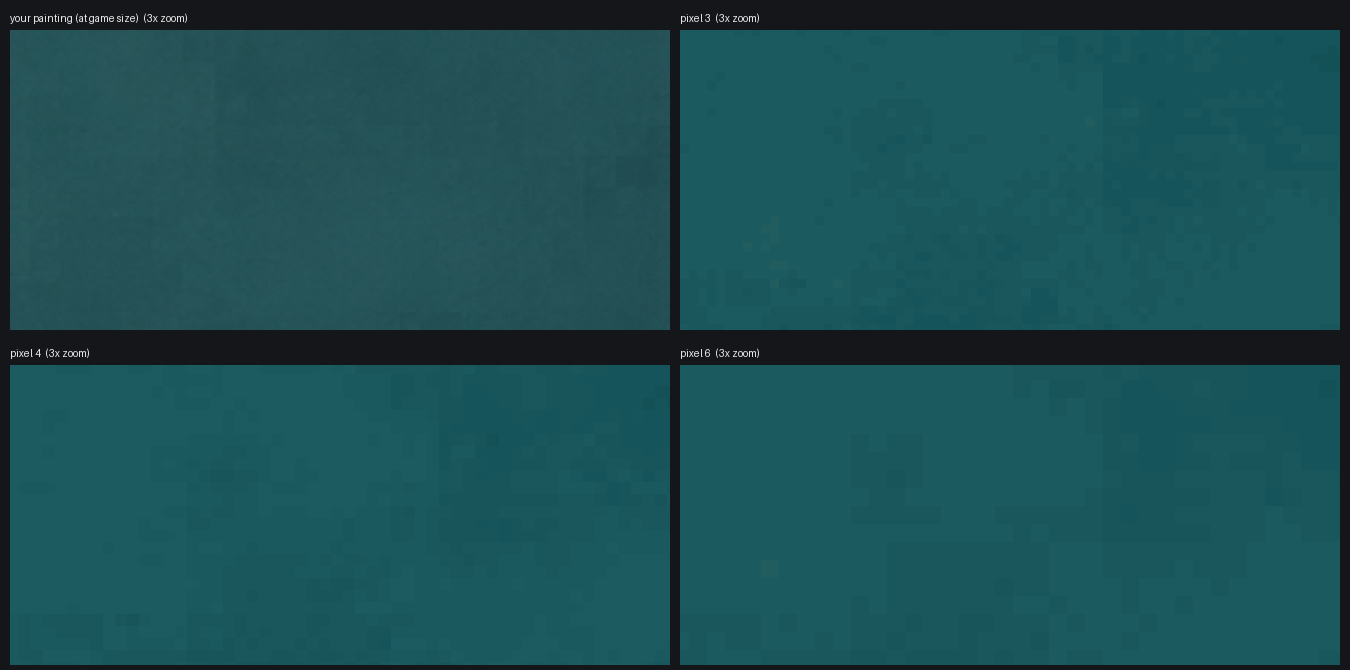 your painting (at game size) (3x zoom)
pixel 3 (3x zoom)
pixel 4 (3x zoom)
pixel 6 (3x zoom)